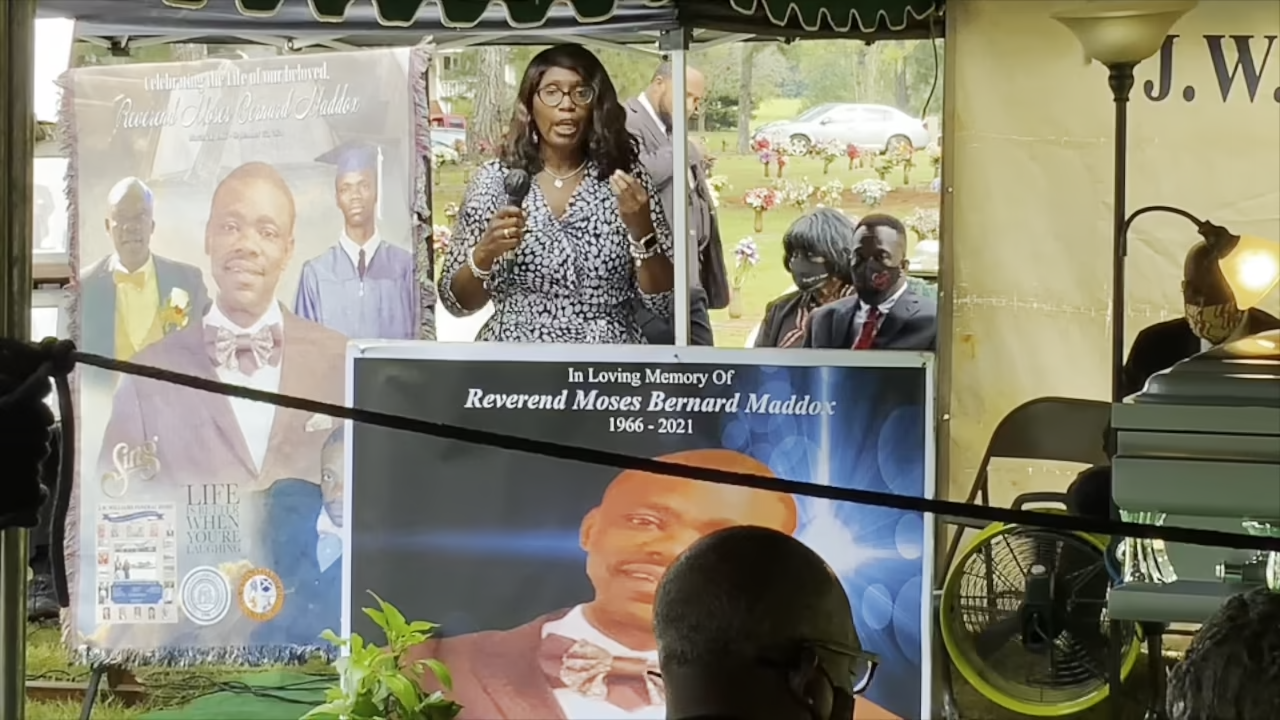 Celebrating the Life of our beloved,
Reverend Moses Bernard Maddox
In Loving Memory Of
Reverend Moses Bernard Maddox
1966 - 2021
J.W.
Sing
LIFE
IS BETTER
WHEN
YOU'RE
LAUGHING